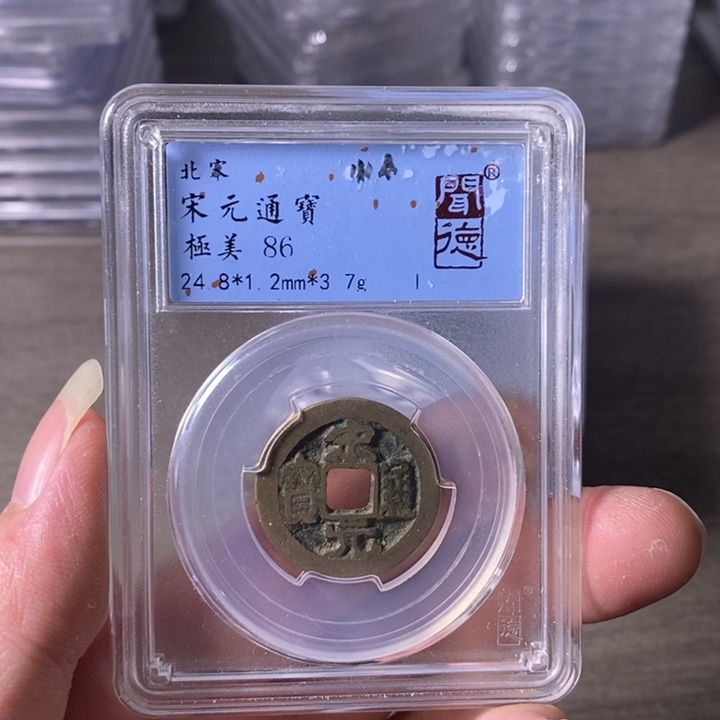 北宋
宋元通寶
極美 86
24.8*1.2mm*3.7g
聞德
®
宋元通寶